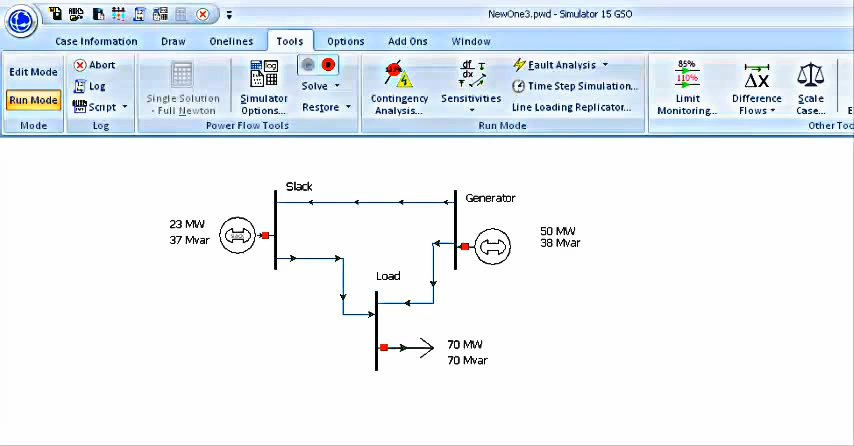 NewOne3.pwd - Simulator 15 GSO
Case Information Draw Onelines Tools Options Add Ons Window
Edit Mode
Run Mode
Mode
Abort
Log
Script
Log
Single Solution
- Full Newton
Simulator
Options...
Solve
Restore
Power Flow Tools
Contingency
Analysis...
Sensitivities
Fault Analysis
Time Step Simulation...
Line Loading Replicator...
Run Mode
85%
110%
Limit
Monitoring...
Difference
Flows
Scale
Case...
Other Too
Slack
23 MW
37 Mvar
Generator
50 MW
38 Mvar
Load
70 MW
70 Mvar